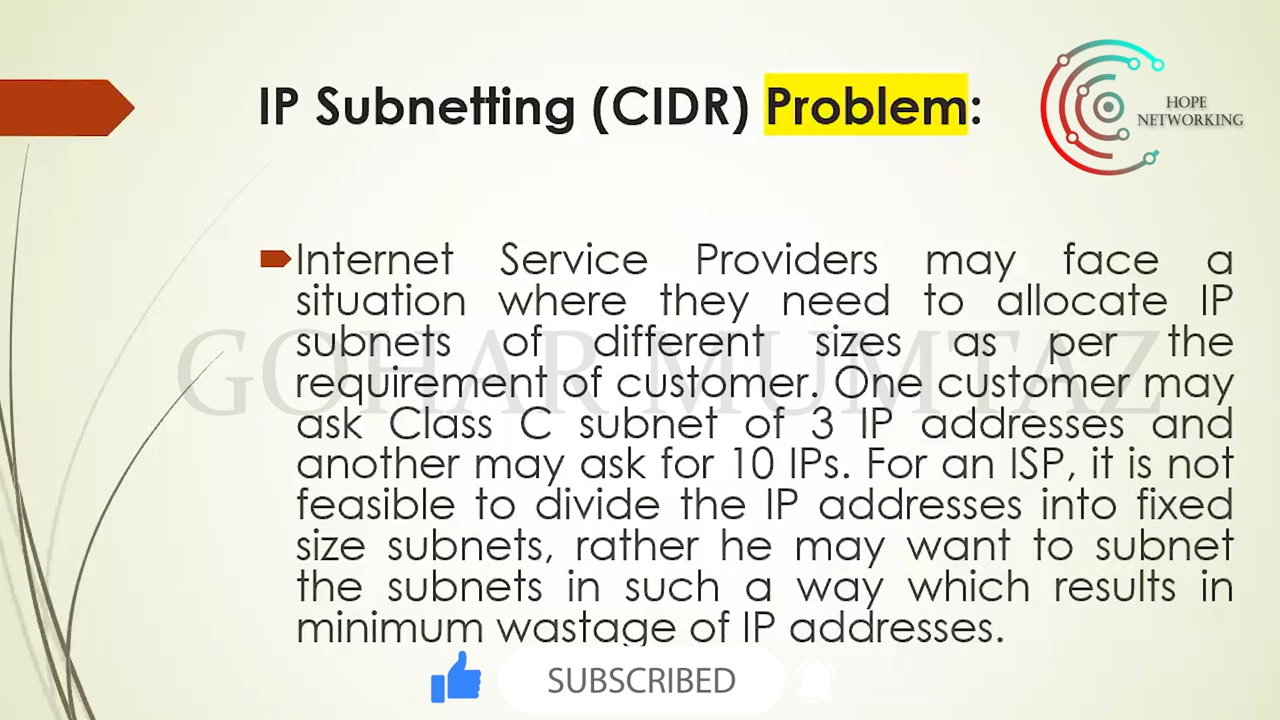 IP Subnetting (CIDR) Problem:
HOPE
NETWORKING
Internet Service Providers may face a
situation where they need to allocate IP
subnets of different sizes as per the
requirement of customer. One customer may
ask Class C subnet of 3 IP addresses and
another may ask for 10 IPs. For an ISP, it is not
feasible to divide the IP addresses into fixed
size subnets, rather he may want to subnet
the subnets in such a way which results in
minimum wastage of IP addresses.
GOHAR MUMTAZ
SUBSCRIBED